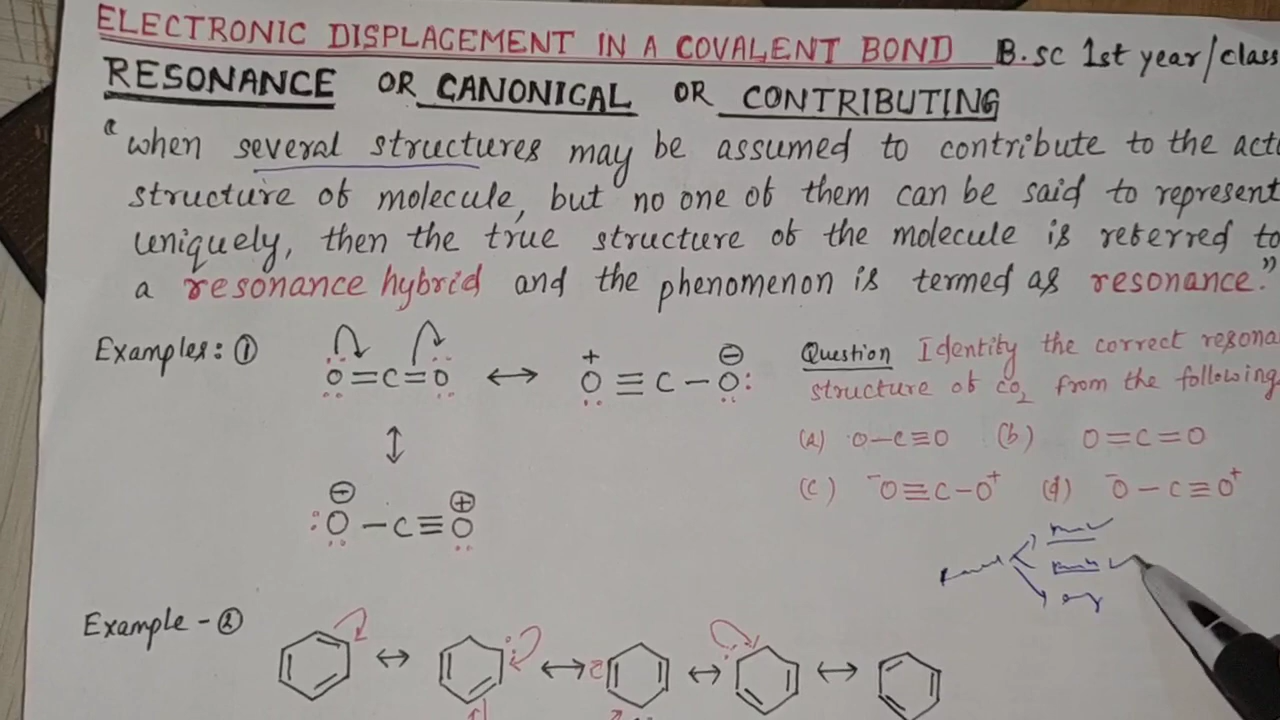 ELECTRONIC DISPLACEMENT IN A COVALENT BOND B.sc 1st year/class
RESONANCE OR CANONICAL OR CONTRIBUTING
"when several structures may be assumed to contribute to the act
structure of molecule, but no one of them can be said to represent
uniquely, then the true structure of the molecule is referred to
a resonance hybrid and the phenomenon is termed as resonance."
Examples: ① O=C=O ↔ O⁺≡C-O⊖:
Question Identity the correct resona
structure of CO₂ from the following
(A) O-C≡O (b) O=C=O
(C) ⁻O≡C-O⁺ (d) ⁻O-C≡O⁺
↕
:O⊖-C≡O⊕
Example - ②